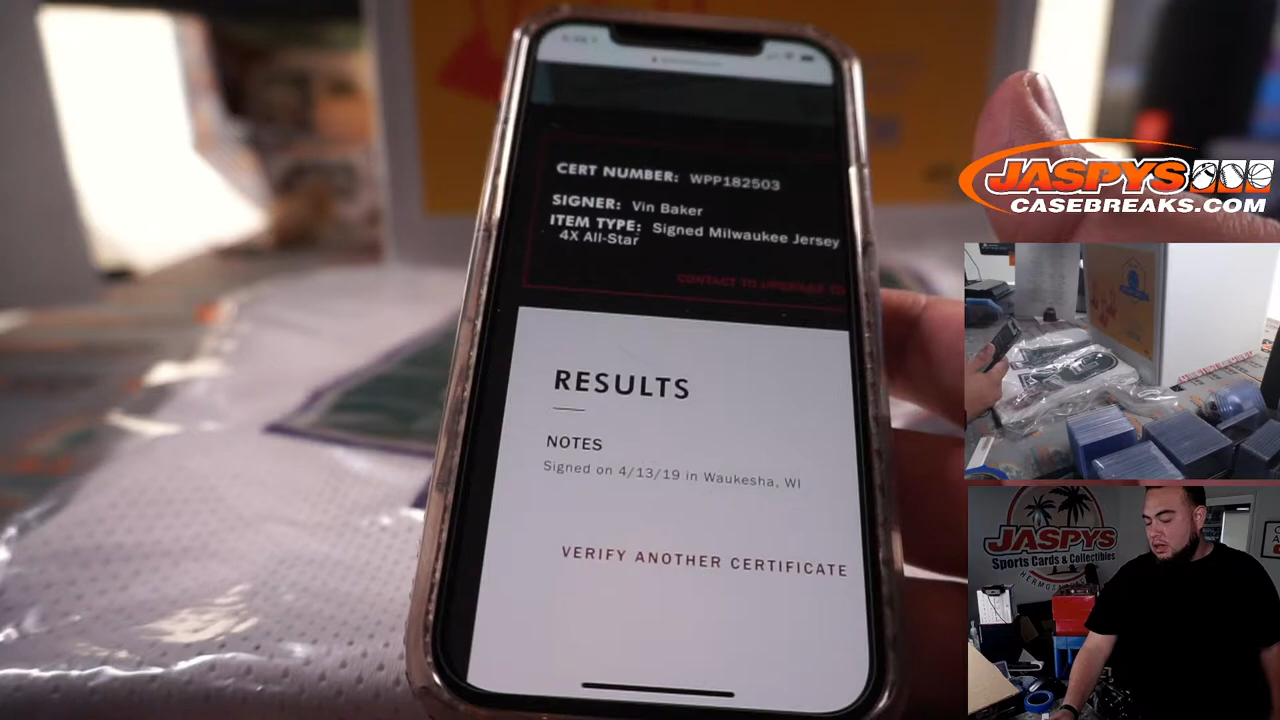 CERT NUMBER: WPP182503
SIGNER: Vin Baker
ITEM TYPE: Signed Milwaukee Jersey
4X All-Star
RESULTS
NOTES
Signed on 4/13/19 in Waukesha, WI
VERIFY ANOTHER CERTIFICATE
JASPYS
CASEBREAKS.COM
JASPYS
Sports Cards & Collectibles